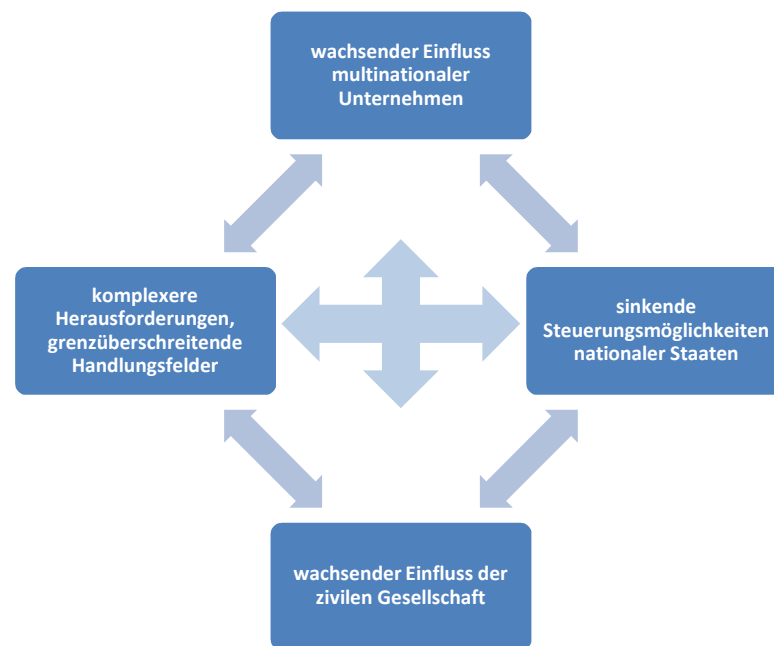 wachsender Einfluss
multinationaler
Unternehmen
komplexere
Herausforderungen,
grenzüberschreitende
Handlungsfelder
sinkende
Steuerungsmöglichkeiten
nationaler Staaten
wachsender Einfluss der
zivilen Gesellschaft